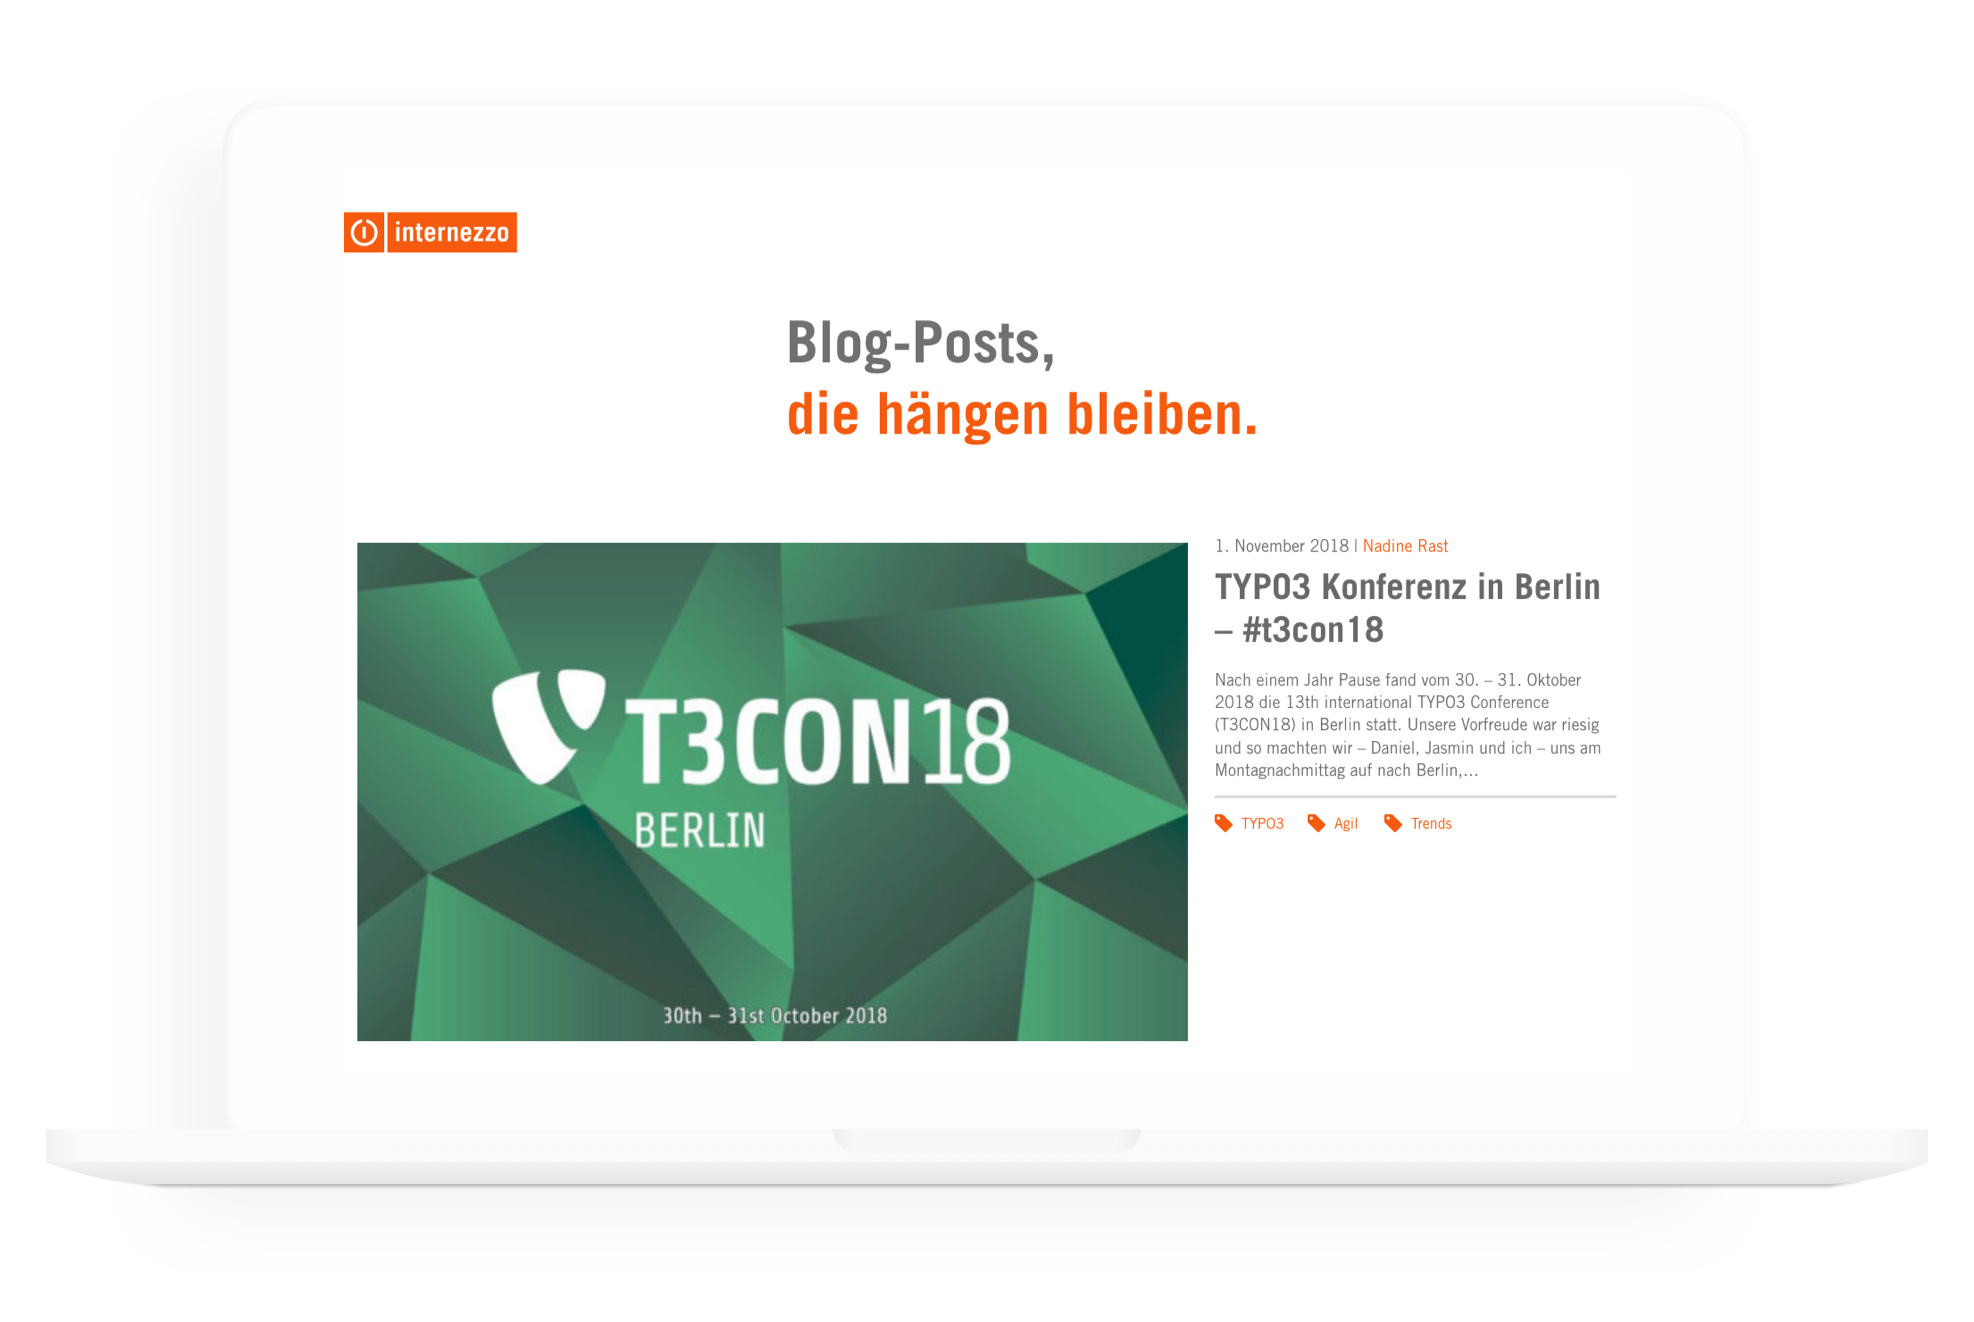 internezzo
Blog-Posts,
die hängen bleiben.
T3CON18
BERLIN
30th – 31st October 2018
1. November 2018 | Nadine Rast
TYPO3 Konferenz in Berlin
– #t3con18
Nach einem Jahr Pause fand vom 30. – 31. Oktober
2018 die 13th international TYPO3 Conference
(T3CON18) in Berlin statt. Unsere Vorfreude war riesig
und so machten wir – Daniel, Jasmin und ich – uns am
Montagnachmittag auf nach Berlin,...
TYPO3 Agil Trends